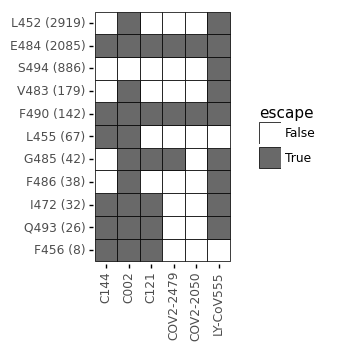 L452 (2919)
E484 (2085)
S494 (886)
V483 (179)
F490 (142)
L455 (67)
G485 (42)
F486 (38)
I472 (32)
Q493 (26)
F456 (8)
C144
C002
C121
COV2-2479
COV2-2050
LY-CoV555
escape
False
True